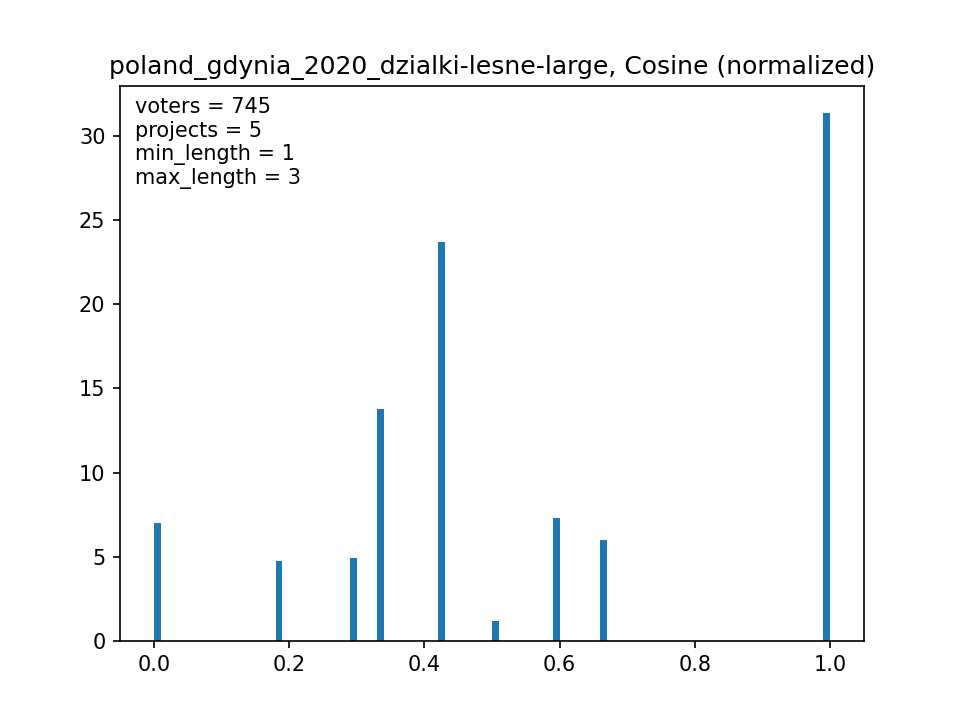 poland_gdynia_2020_dzialki-lesne-large, Cosine (normalized)
voters = 745
projects = 5
min_length = 1
max_length = 3
30
25
20
15
10
5
0
0.0 0.2 0.4 0.6 0.8 1.0